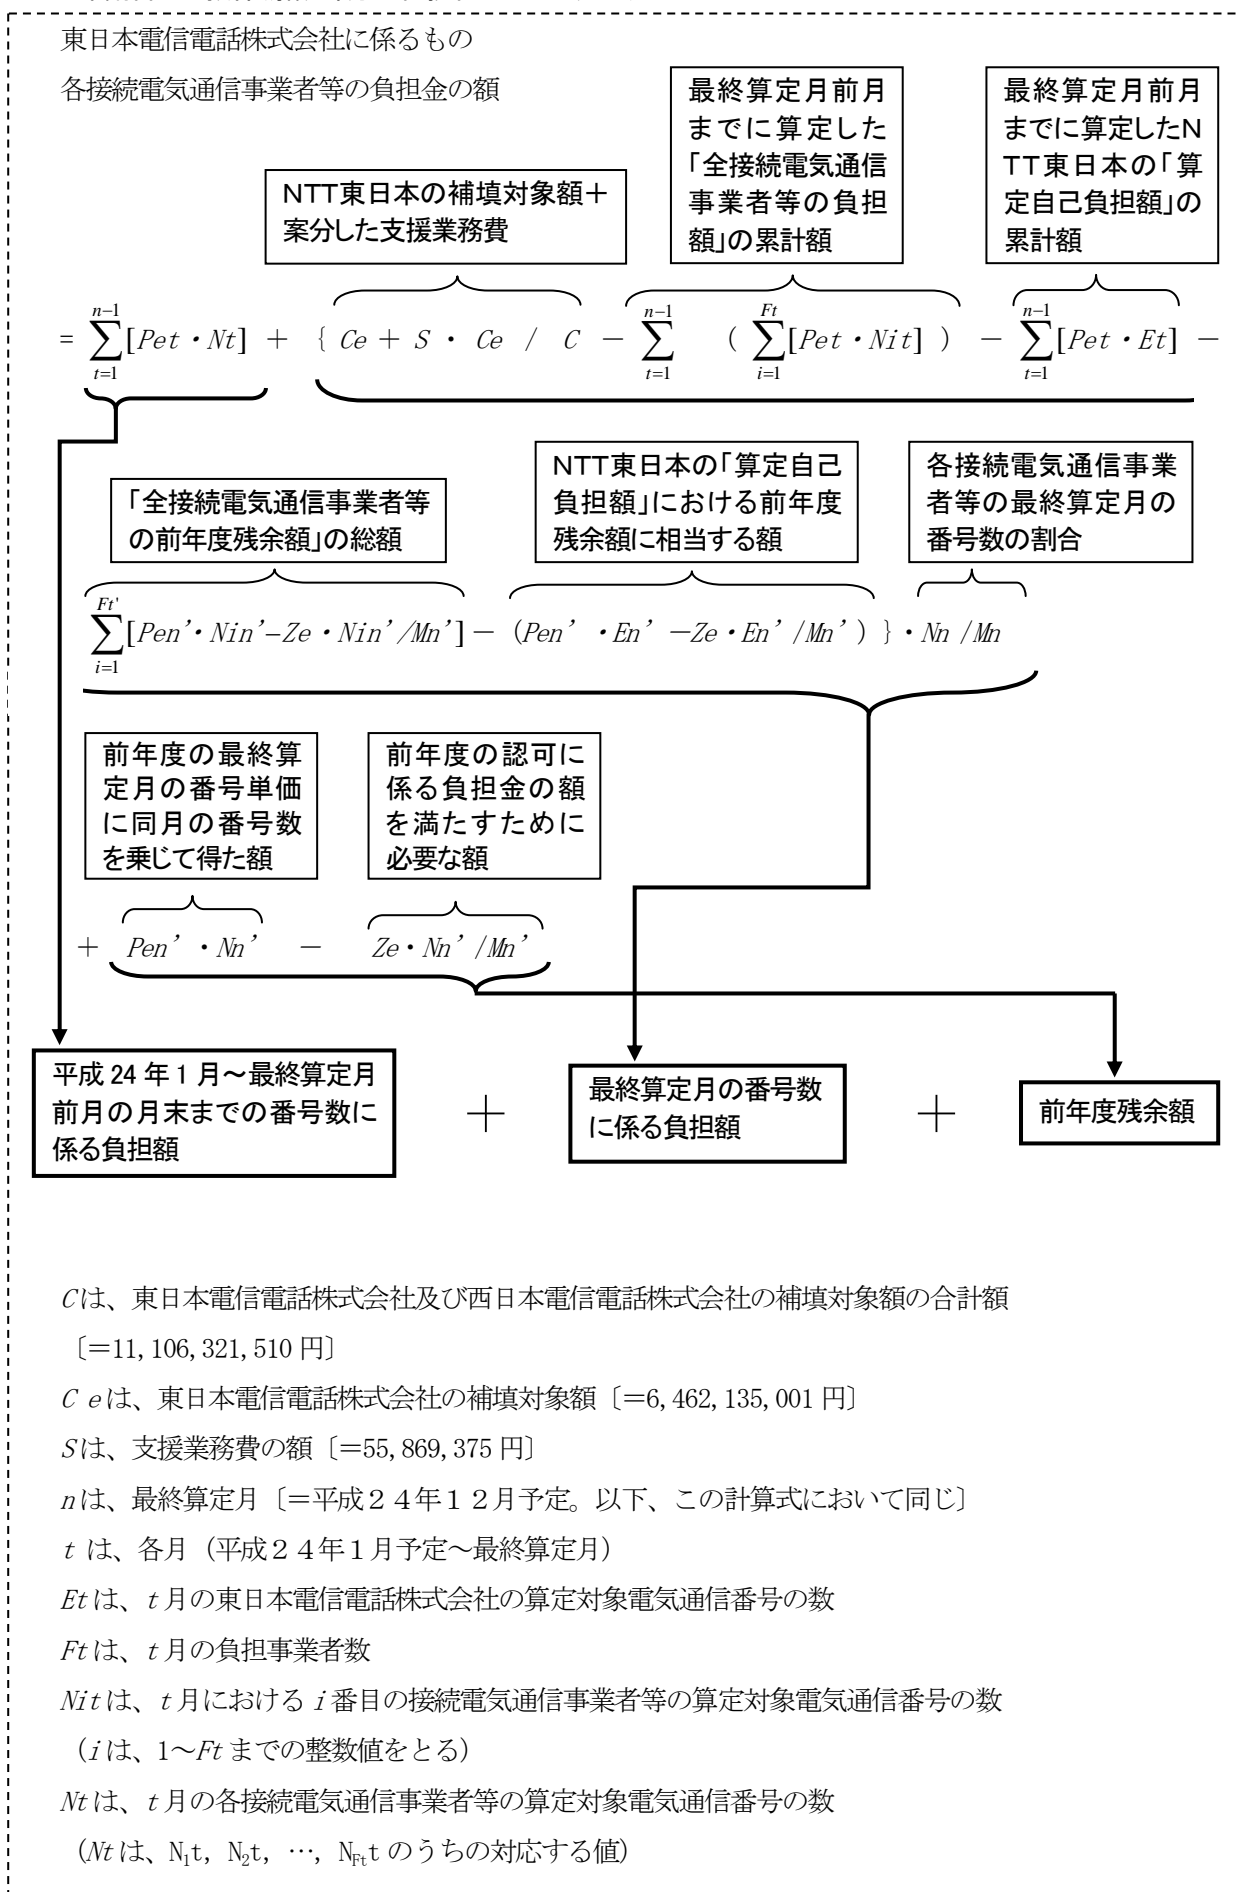 東日本電信電話株式会社に係るもの
各接続電気通信事業者等の負担金の額
最終算定月前月
までに算定した
「全接続電気通信
事業者等の負担
額」の累計額
最終算定月前月
までに算定したN
TT東日本の「算
定自己負担額」の
累計額
NTT東日本の補填対象額＋
案分した支援業務費
= \sum_{t=1}^{n-1}[Pet・Nt] + { Ce + S ・ Ce / C － \sum_{t=1}^{n-1} ( \sum_{i=1}^{Ft}[Pet・Nit] ) － \sum_{t=1}^{n-1}[Pet・Et] －
「全接続電気通信事業者等
の前年度残余額」の総額
NTT東日本の「算定自己
負担額」における前年度
残余額に相当する額
各接続電気通信事業
者等の最終算定月の
番号数の割合
\sum_{i=1}^{Ft'}[Pen'・Nin'−Ze・Nin'/Mn']－ (Pen' ・En' －Ze・En'/Mn') }・Nn /Mn
前年度の最終算
定月の番号単価
に同月の番号数
を乗じて得た額
前年度の認可に
係る負担金の額
を満たすために
必要な額
＋ Pen' ・Nn' － Ze・Nn'/Mn'
平成24年1月～最終算定月
前月の月末までの番号数に
係る負担額
＋
最終算定月の番号数
に係る負担額
＋
前年度残余額
Cは、東日本電信電話株式会社及び西日本電信電話株式会社の補填対象額の合計額
〔＝11,106,321,510円〕
Ｃｅは、東日本電信電話株式会社の補填対象額〔＝6,462,135,001円〕
Sは、支援業務費の額〔＝55,869,375円〕
nは、最終算定月〔＝平成２４年１２月予定。以下、この計算式において同じ〕
t は、各月（平成２４年１月予定～最終算定月）
Etは、t月の東日本電信電話株式会社の算定対象電気通信番号の数
Ftは、t月の負担事業者数
Nitは、t月におけるi番目の接続電気通信事業者等の算定対象電気通信番号の数
（iは、1～Ftまでの整数値をとる）
Ntは、t月の各接続電気通信事業者等の算定対象電気通信番号の数
（Ntは、N₁t, N₂t, …, N_{Ft}tのうちの対応する値）